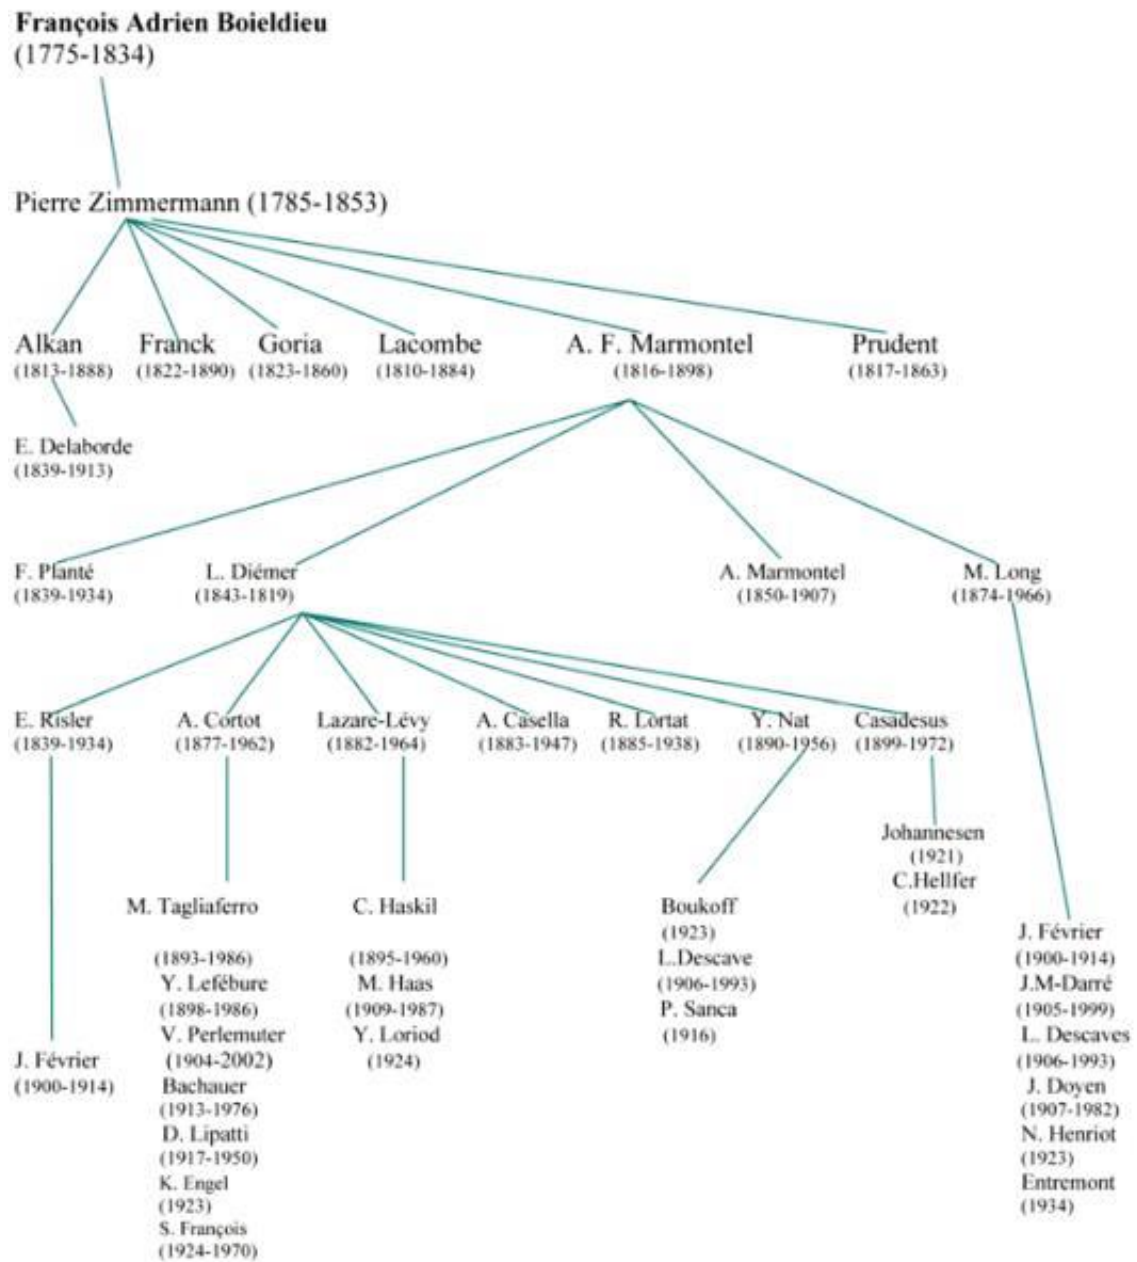 François Adrien Boieldieu
(1775-1834)
Pierre Zimmermann (1785-1853)
Alkan Franck Goria Lacombe A. F. Marmontel Prudent
(1813-1888) (1822-1890) (1823-1860) (1810-1884) (1816-1898) (1817-1863)
E. Delaborde
(1839-1913)
F. Planté L. Diémer A. Marmontel M. Long
(1839-1934) (1843-1819) (1850-1907) (1874-1966)
E. Risler A. Cortot Lazare-Lévy A. Casella R. Lortat Y. Nat Casadesus
(1839-1934) (1877-1962) (1882-1964) (1883-1947) (1885-1938) (1890-1956) (1899-1972)
Johannesen
(1921)
C.Hellfer
(1922)
M. Tagliaferro
(1893-1986)
Y. Lefébure
(1898-1986)
V. Perlemuter
(1904-2002)
Bachauer
(1913-1976)
D. Lipatti
(1917-1950)
K. Engel
(1923)
S. François
(1924-1970)
C. Haskil
(1895-1960)
M. Haas
(1909-1987)
Y. Loriod
(1924)
Boukoff
(1923)
L.Descave
(1906-1993)
P. Sanca
(1916)
J. Février
(1900-1914)
J.M-Darré
(1905-1999)
L. Descaves
(1906-1993)
J. Doyen
(1907-1982)
N. Henriot
(1923)
Entremont
(1934)
J. Février
(1900-1914)